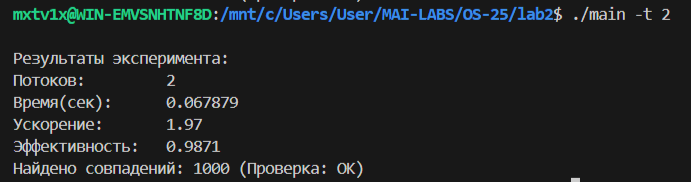 mxtv1x@WIN-EMVSNHTNF8D:/mnt/c/Users/User/MAI-LABS/OS-25/lab2$ ./main -t 2
Результаты эксперимента:
Потоков: 2
Время(сек): 0.067879
Ускорение: 1.97
Эффективность: 0.9871
Найдено совпадений: 1000 (Проверка: OK)